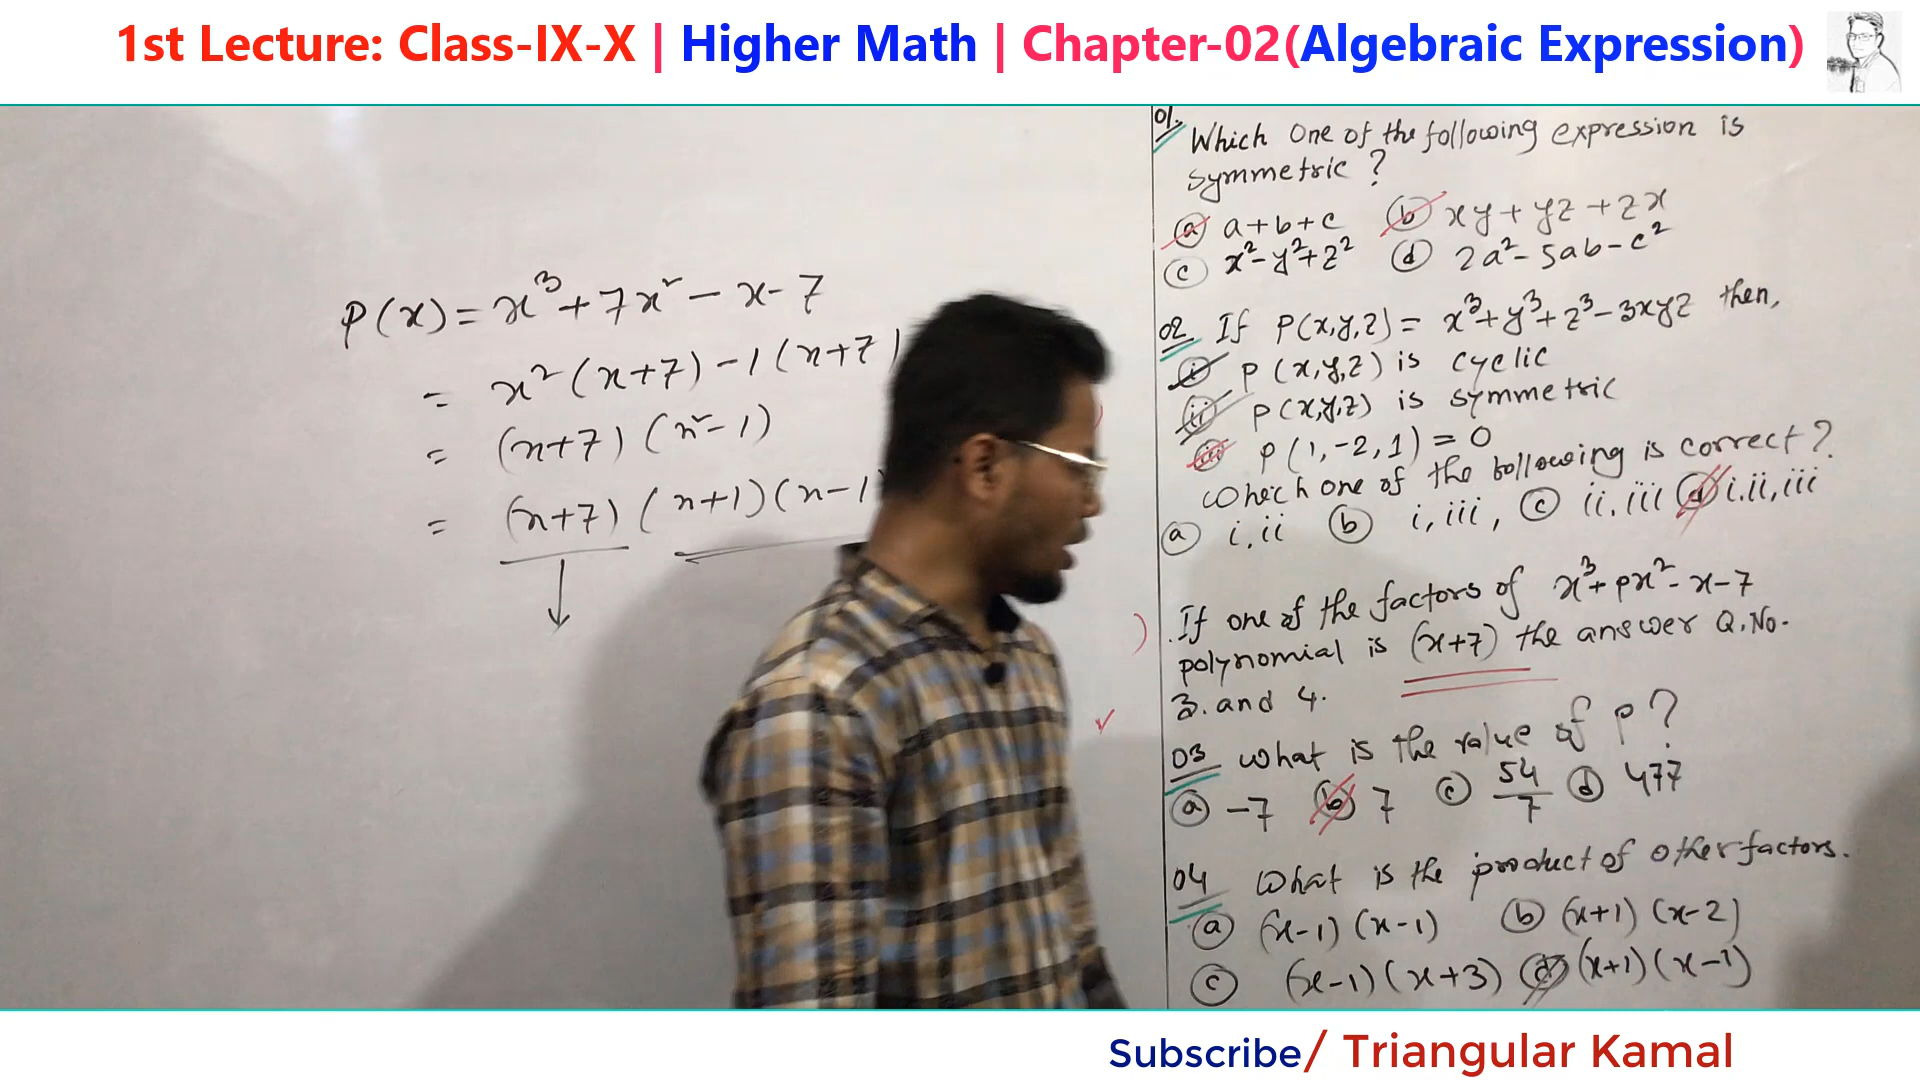 1st Lecture: Class-IX-X | Higher Math | Chapter-02(Algebraic Expression)
P(x) = x³ + 7x² - x - 7
= x² (x+7) - 1 (x+7)
= (x+7) (x² - 1)
= (x+7) (x+1) (x-1
01. Which one of the following expression is
symmetric ?
ⓐ a+b+c ⓑ xy + yz + zx
ⓒ x² - y² + z² ⓓ 2a² - 5ab - c²
02 If P(x,y,z) = x³ + y³ + z³ - 3xyz then,
ⓘ P (x,y,z) is cyclic
ii P(x,y,z) is symmetric
iii P(1,-2,1) = 0
Which one of the following is correct ?
ⓐ i, ii ⓑ i, iii, ⓒ ii. iii ⓓ i. ii, iii
) . If one of the factors of x³ + px² - x - 7
polynomial is (x+7) the answer Q. No.
3. and 4.
03 What is the value of P ?
ⓐ -7 ⓑ 7 ⓒ 54/7 ⓓ 477
04 What is the product of other factors.
ⓐ (x-1) (x-1) ⓑ (x+1) (x-2)
ⓒ (x-1) (x+3) ⓓ (x+1) (x-1)
Subscribe/ Triangular Kamal